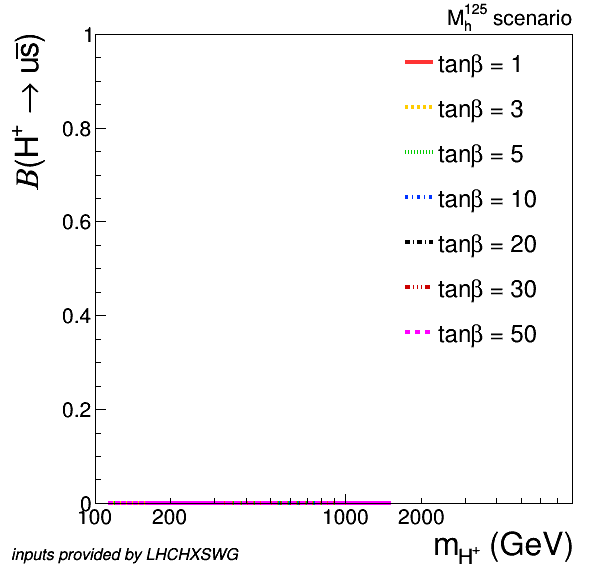 M_h^125 scenario
B(H⁺ → us̅)
1
0.8
0.6
0.4
0.2
0
tanβ = 1
tanβ = 3
tanβ = 5
tanβ = 10
tanβ = 20
tanβ = 30
tanβ = 50
100 200 1000 2000
m_H⁺ (GeV)
inputs provided by LHCHXSWG